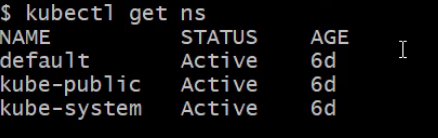 $ kubectl get ns
NAME STATUS AGE
default Active 6d
kube-public Active 6d
kube-system Active 6d